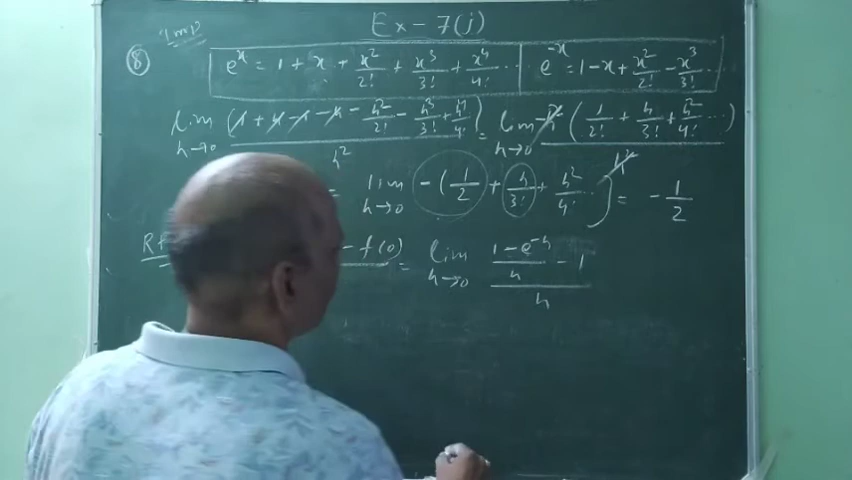 Imp Ex - 7(j)
⑧ e^x = 1 + x + x²/2! + x³/3! + x⁴/4! ... | e^-x = 1 - x + x²/2! - x³/3! ...
lim h→0 (1 + h - 1 - h - h²/2! - h³/3! + h⁴/4!)/h² = lim h→0 -h² (1/2! + h/3! + h²/4! ...)/h²
= lim h→0 - (1/2 + h/3! + h²/4! ...) = - 1/2
- f(0) = lim h→0 ((1 - e^-h)/h - 1)/h